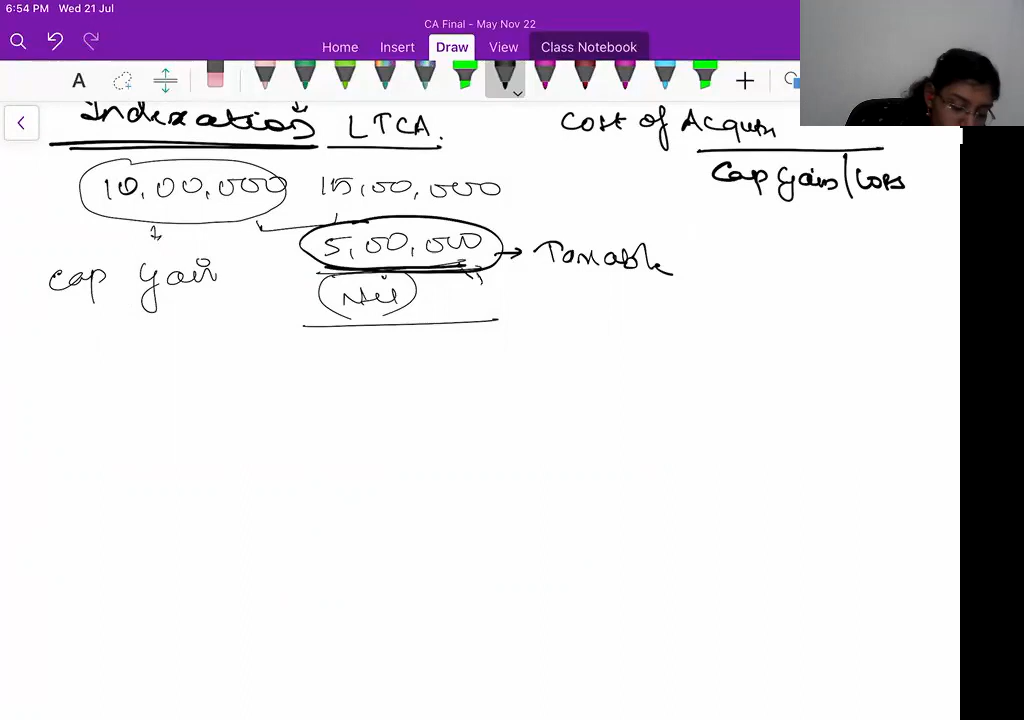 6:54 PM Wed 21 Jul
CA Final - May Nov 22
Home Insert Draw View Class Notebook
A
Indexation LTCA. Cost of Acqusn
Cap Gain/Loss
10,00,000 15,00,000
5,00,000 → Taxable
Cap Gain
Nil